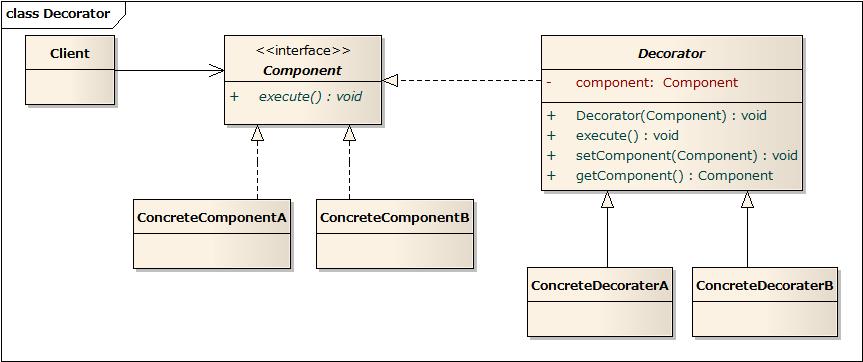 class Decorator
Client
<<interface>>
Component
+ execute() : void
Decorator
- component: Component
+ Decorator(Component) : void
+ execute() : void
+ setComponent(Component) : void
+ getComponent() : Component
ConcreteComponentA
ConcreteComponentB
ConcreteDecoraterA
ConcreteDecoraterB